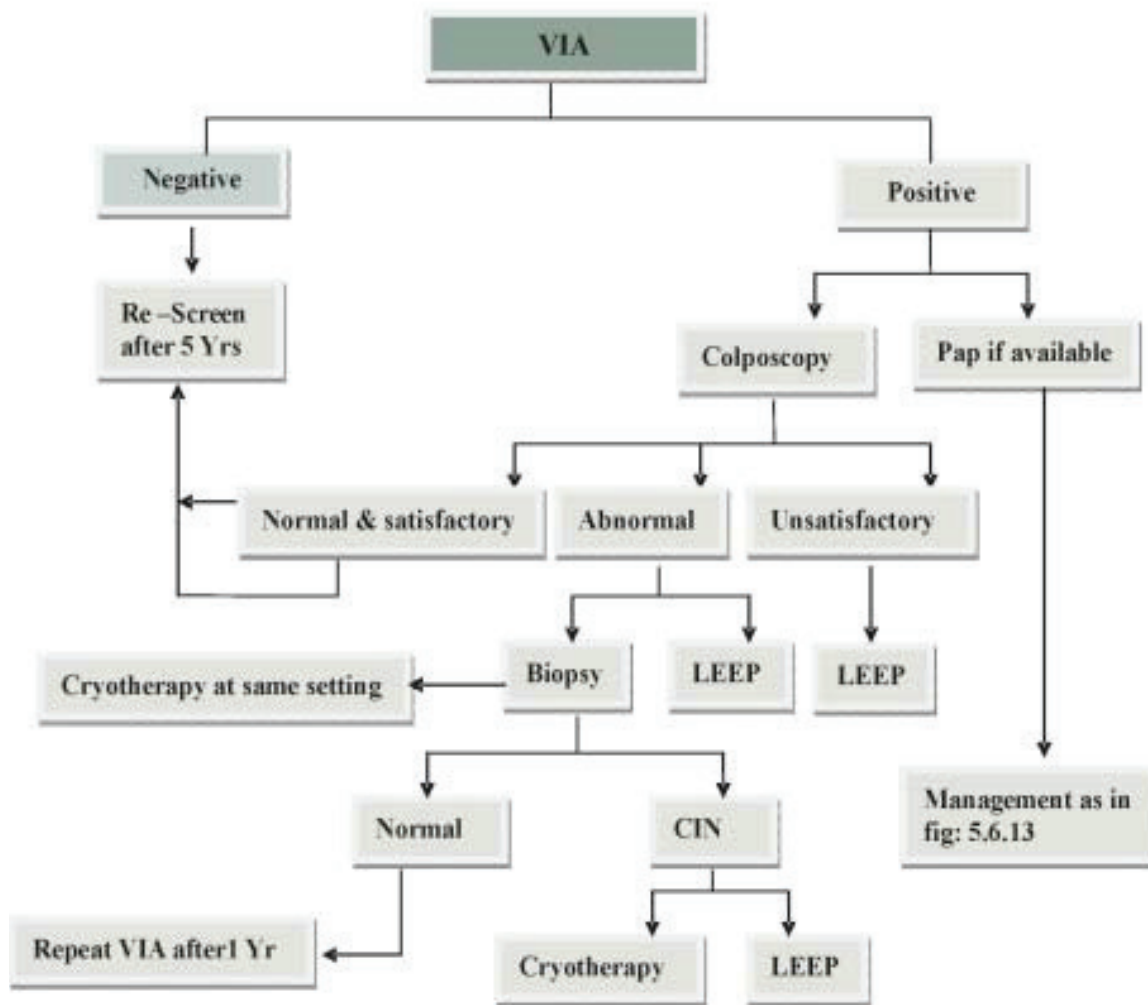 VIA
Negative
Positive
Re –Screen
after 5 Yrs
Colposcopy
Pap if available
Normal & satisfactory
Abnormal
Unsatisfactory
Biopsy
LEEP
LEEP
Cryotherapy at same setting
Normal
CIN
Management as in
fig: 5.6.13
Repeat VIA after1 Yr
Cryotherapy
LEEP